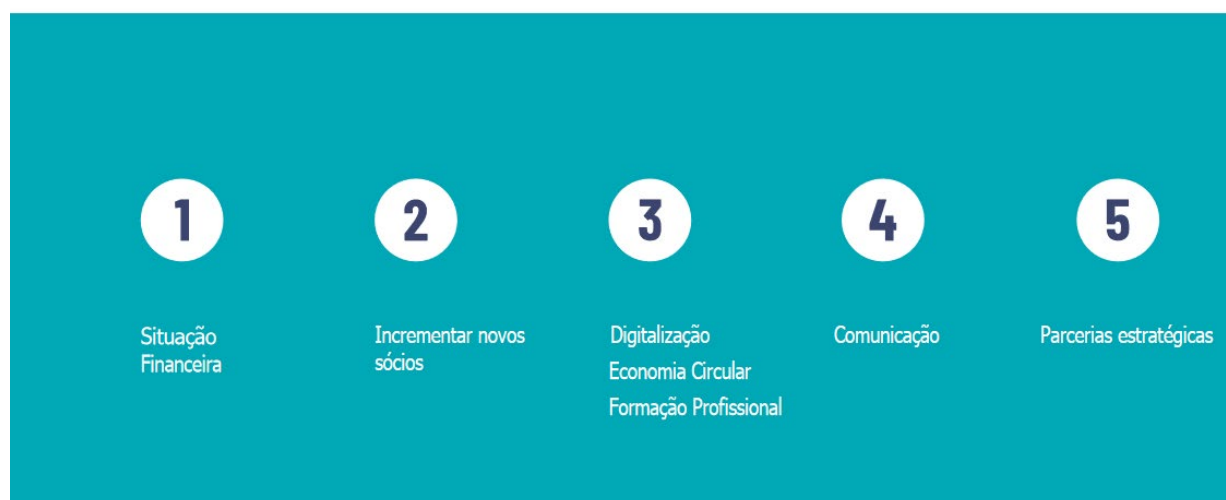 1
2
3
4
5
Situação
Financeira
Incrementar novos
sócios
Digitalização
Economia Circular
Formação Profissional
Comunicação
Parcerias estratégicas